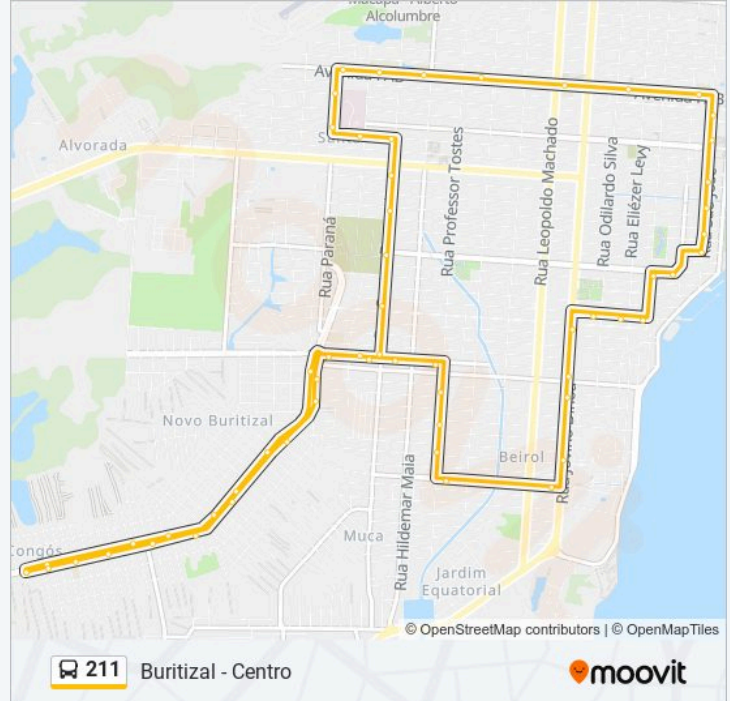 Macapá - Alberto
Alcolumbre
Alvorada
Rua Professor Tostes
Rua Leopoldo Machado
Rua Odilardo Silva
Rua Eliézer Levy
Rua Paraná
Novo Buritizal
Beirol
Rua Hildemar Maia
Muca
Jardim
Equatorial
© OpenStreetMap contributors | © OpenMapTiles
211 Buritizal - Centro
moovit